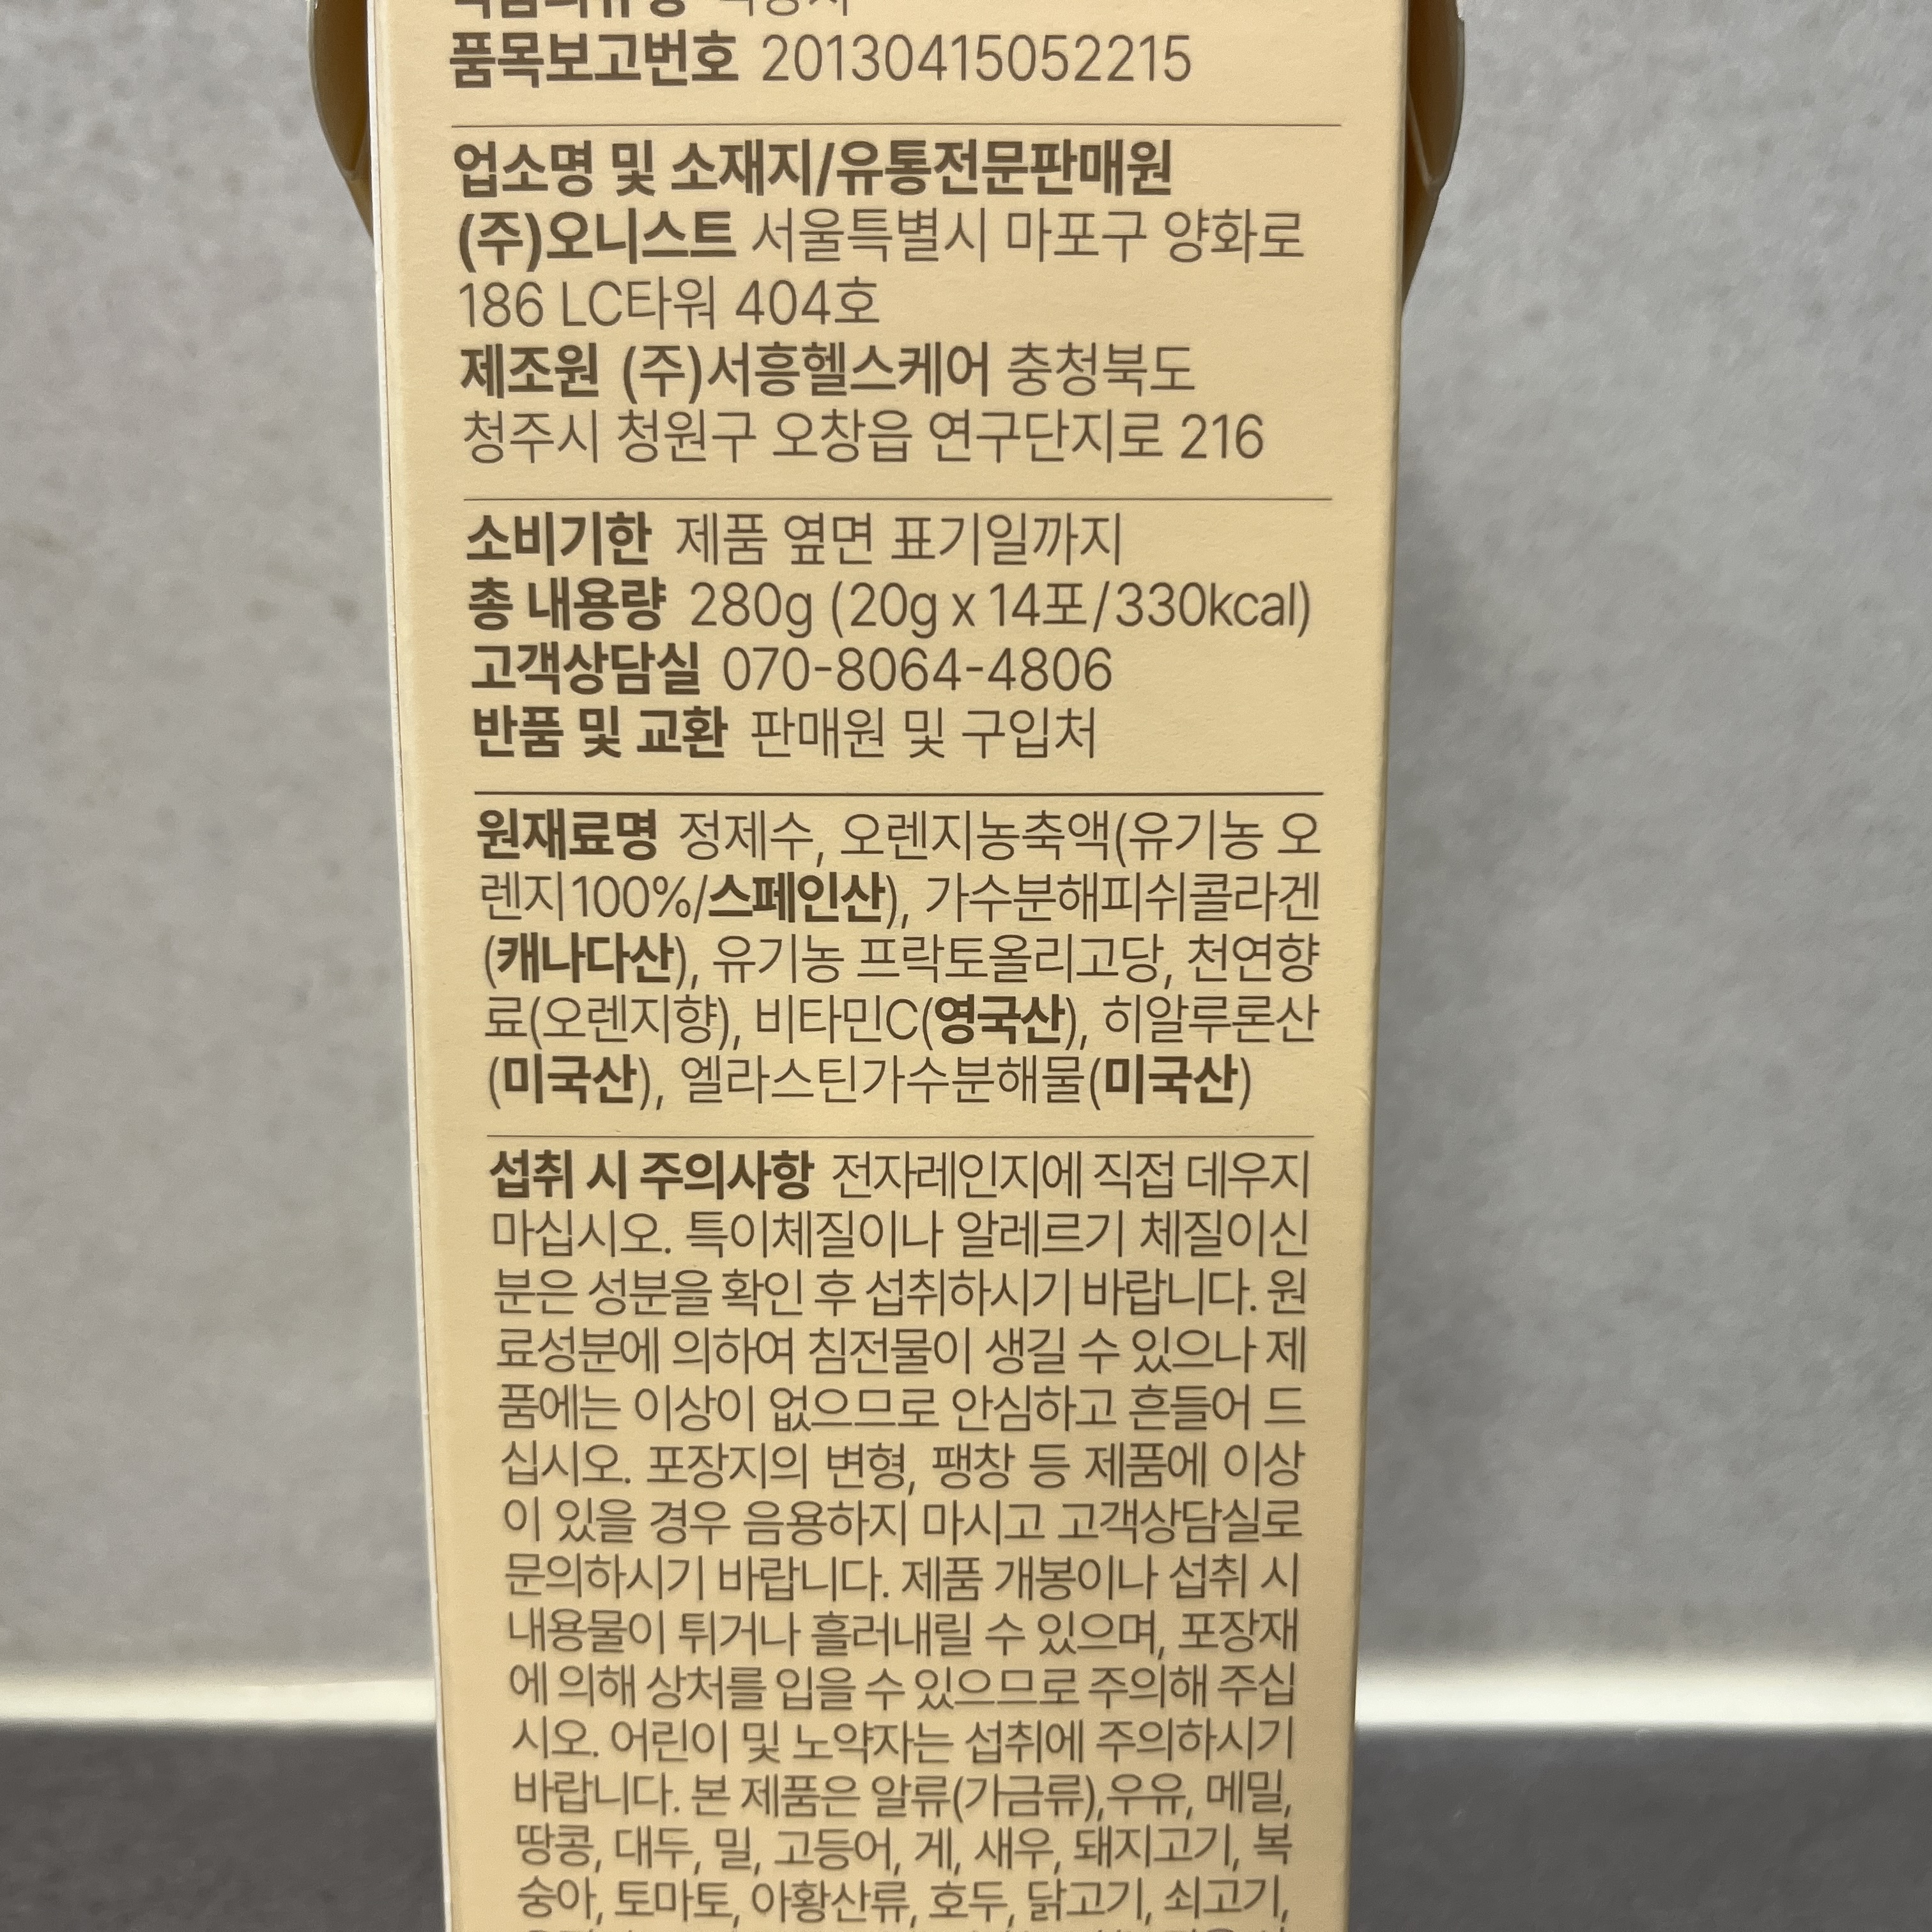 품목보고번호 20130415052215
업소명 및 소재지/유통전문판매원
(주)오니스트 서울특별시 마포구 양화로
186 LC타워 404호
제조원 (주)서흥헬스케어 충청북도
청주시 청원구 오창읍 연구단지로 216
소비기한 제품 옆면 표기일까지
총 내용량 280g (20g x 14포/330kcal)
고객상담실 070-8064-4806
반품 및 교환 판매원 및 구입처
원재료명 정제수, 오렌지농축액(유기농 오
렌지100%/스페인산), 가수분해피쉬콜라겐
(캐나다산), 유기농 프락토올리고당, 천연향
료(오렌지향), 비타민C(영국산), 히알루론산
(미국산), 엘라스틴가수분해물(미국산)
섭취 시 주의사항 전자레인지에 직접 데우지
마십시오. 특이체질이나 알레르기 체질이신
분은 성분을 확인 후 섭취하시기 바랍니다. 원
료성분에 의하여 침전물이 생길 수 있으나 제
품에는 이상이 없으므로 안심하고 흔들어 드
십시오. 포장지의 변형, 팽창 등 제품에 이상
이 있을 경우 음용하지 마시고 고객상담실로
문의하시기 바랍니다. 제품 개봉이나 섭취 시
내용물이 튀거나 흘러내릴 수 있으며, 포장재
에 의해 상처를 입을 수 있으므로 주의해 주십
시오. 어린이 및 노약자는 섭취에 주의하시기
바랍니다. 본 제품은 알류(가금류),우유, 메밀,
땅콩, 대두, 밀, 고등어, 게, 새우, 돼지고기, 복
숭아, 토마토, 아황산류, 호두, 닭고기, 쇠고기,